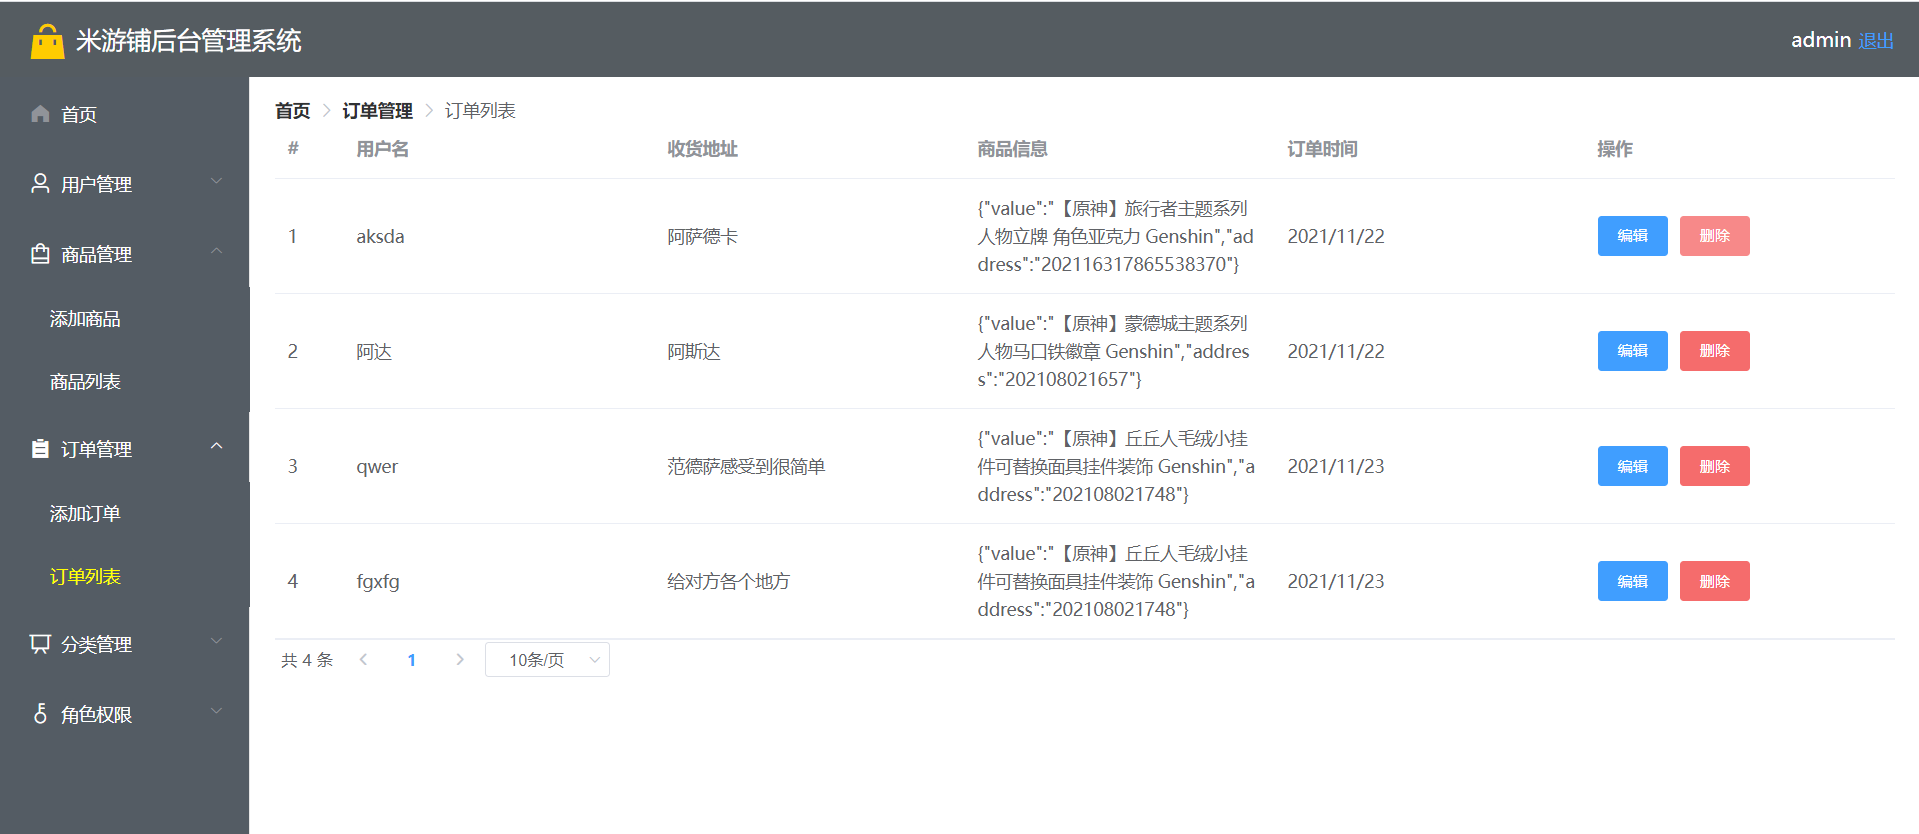 米游铺后台管理系统
admin 退出
首页
用户管理
商品管理
添加商品
商品列表
订单管理
添加订单
订单列表
分类管理
角色权限
首页 > 订单管理 > 订单列表
# 用户名 收货地址 商品信息 订单时间 操作
{"value":"【原神】旅行者主题系列
1 aksda 阿萨德卡 人物立牌 角色亚克力 Genshin","ad 2021/11/22 编辑 删除
dress":"202116317865538370"}
{"value":"【原神】蒙德城主题系列
2 阿达 阿斯达 人物马口铁徽章 Genshin","addres 2021/11/22 编辑 删除
s":"202108021657"}
{"value":"【原神】丘丘人毛绒小挂
3 qwer 范德萨感受到很简单 件可替换面具挂件装饰 Genshin","a 2021/11/23 编辑 删除
ddress":"202108021748"}
{"value":"【原神】丘丘人毛绒小挂
4 fgxfg 给对方各个地方 件可替换面具挂件装饰 Genshin","a 2021/11/23 编辑 删除
ddress":"202108021748"}
共 4 条 1 10条/页